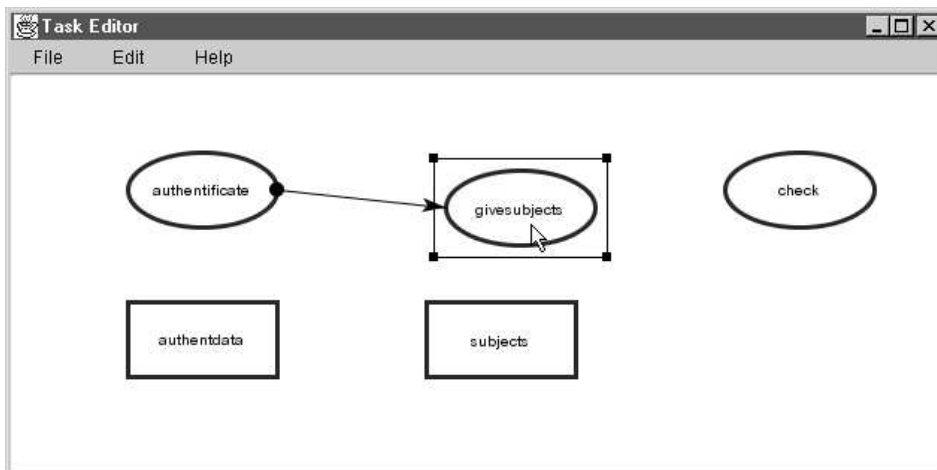 Task Editor
File Edit Help
authentificate
givesubjects
check
authentdata
subjects